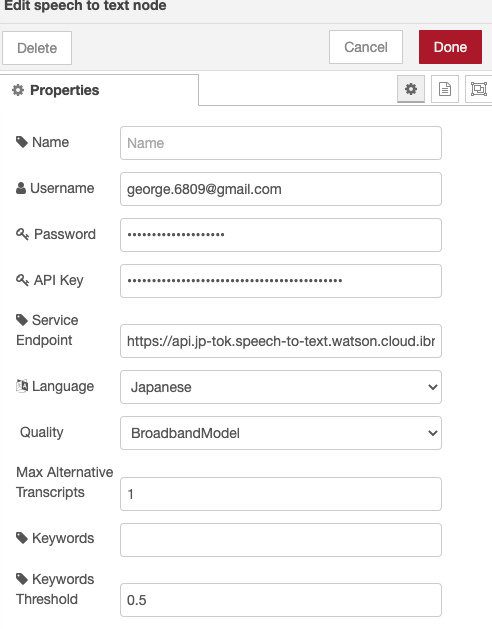 Edit speech to text node
Delete
Cancel
Done
Properties
Name
Name
Username
george.6809@gmail.com
Password
••••••••••••••••••••
API Key
••••••••••••••••••••••••••••••••••••••••••••
Service
Endpoint
https://api.jp-tok.speech-to-text.watson.cloud.ibr
Language
Japanese
Quality
BroadbandModel
Max Alternative
Transcripts
1
Keywords
Keywords
Threshold
0.5